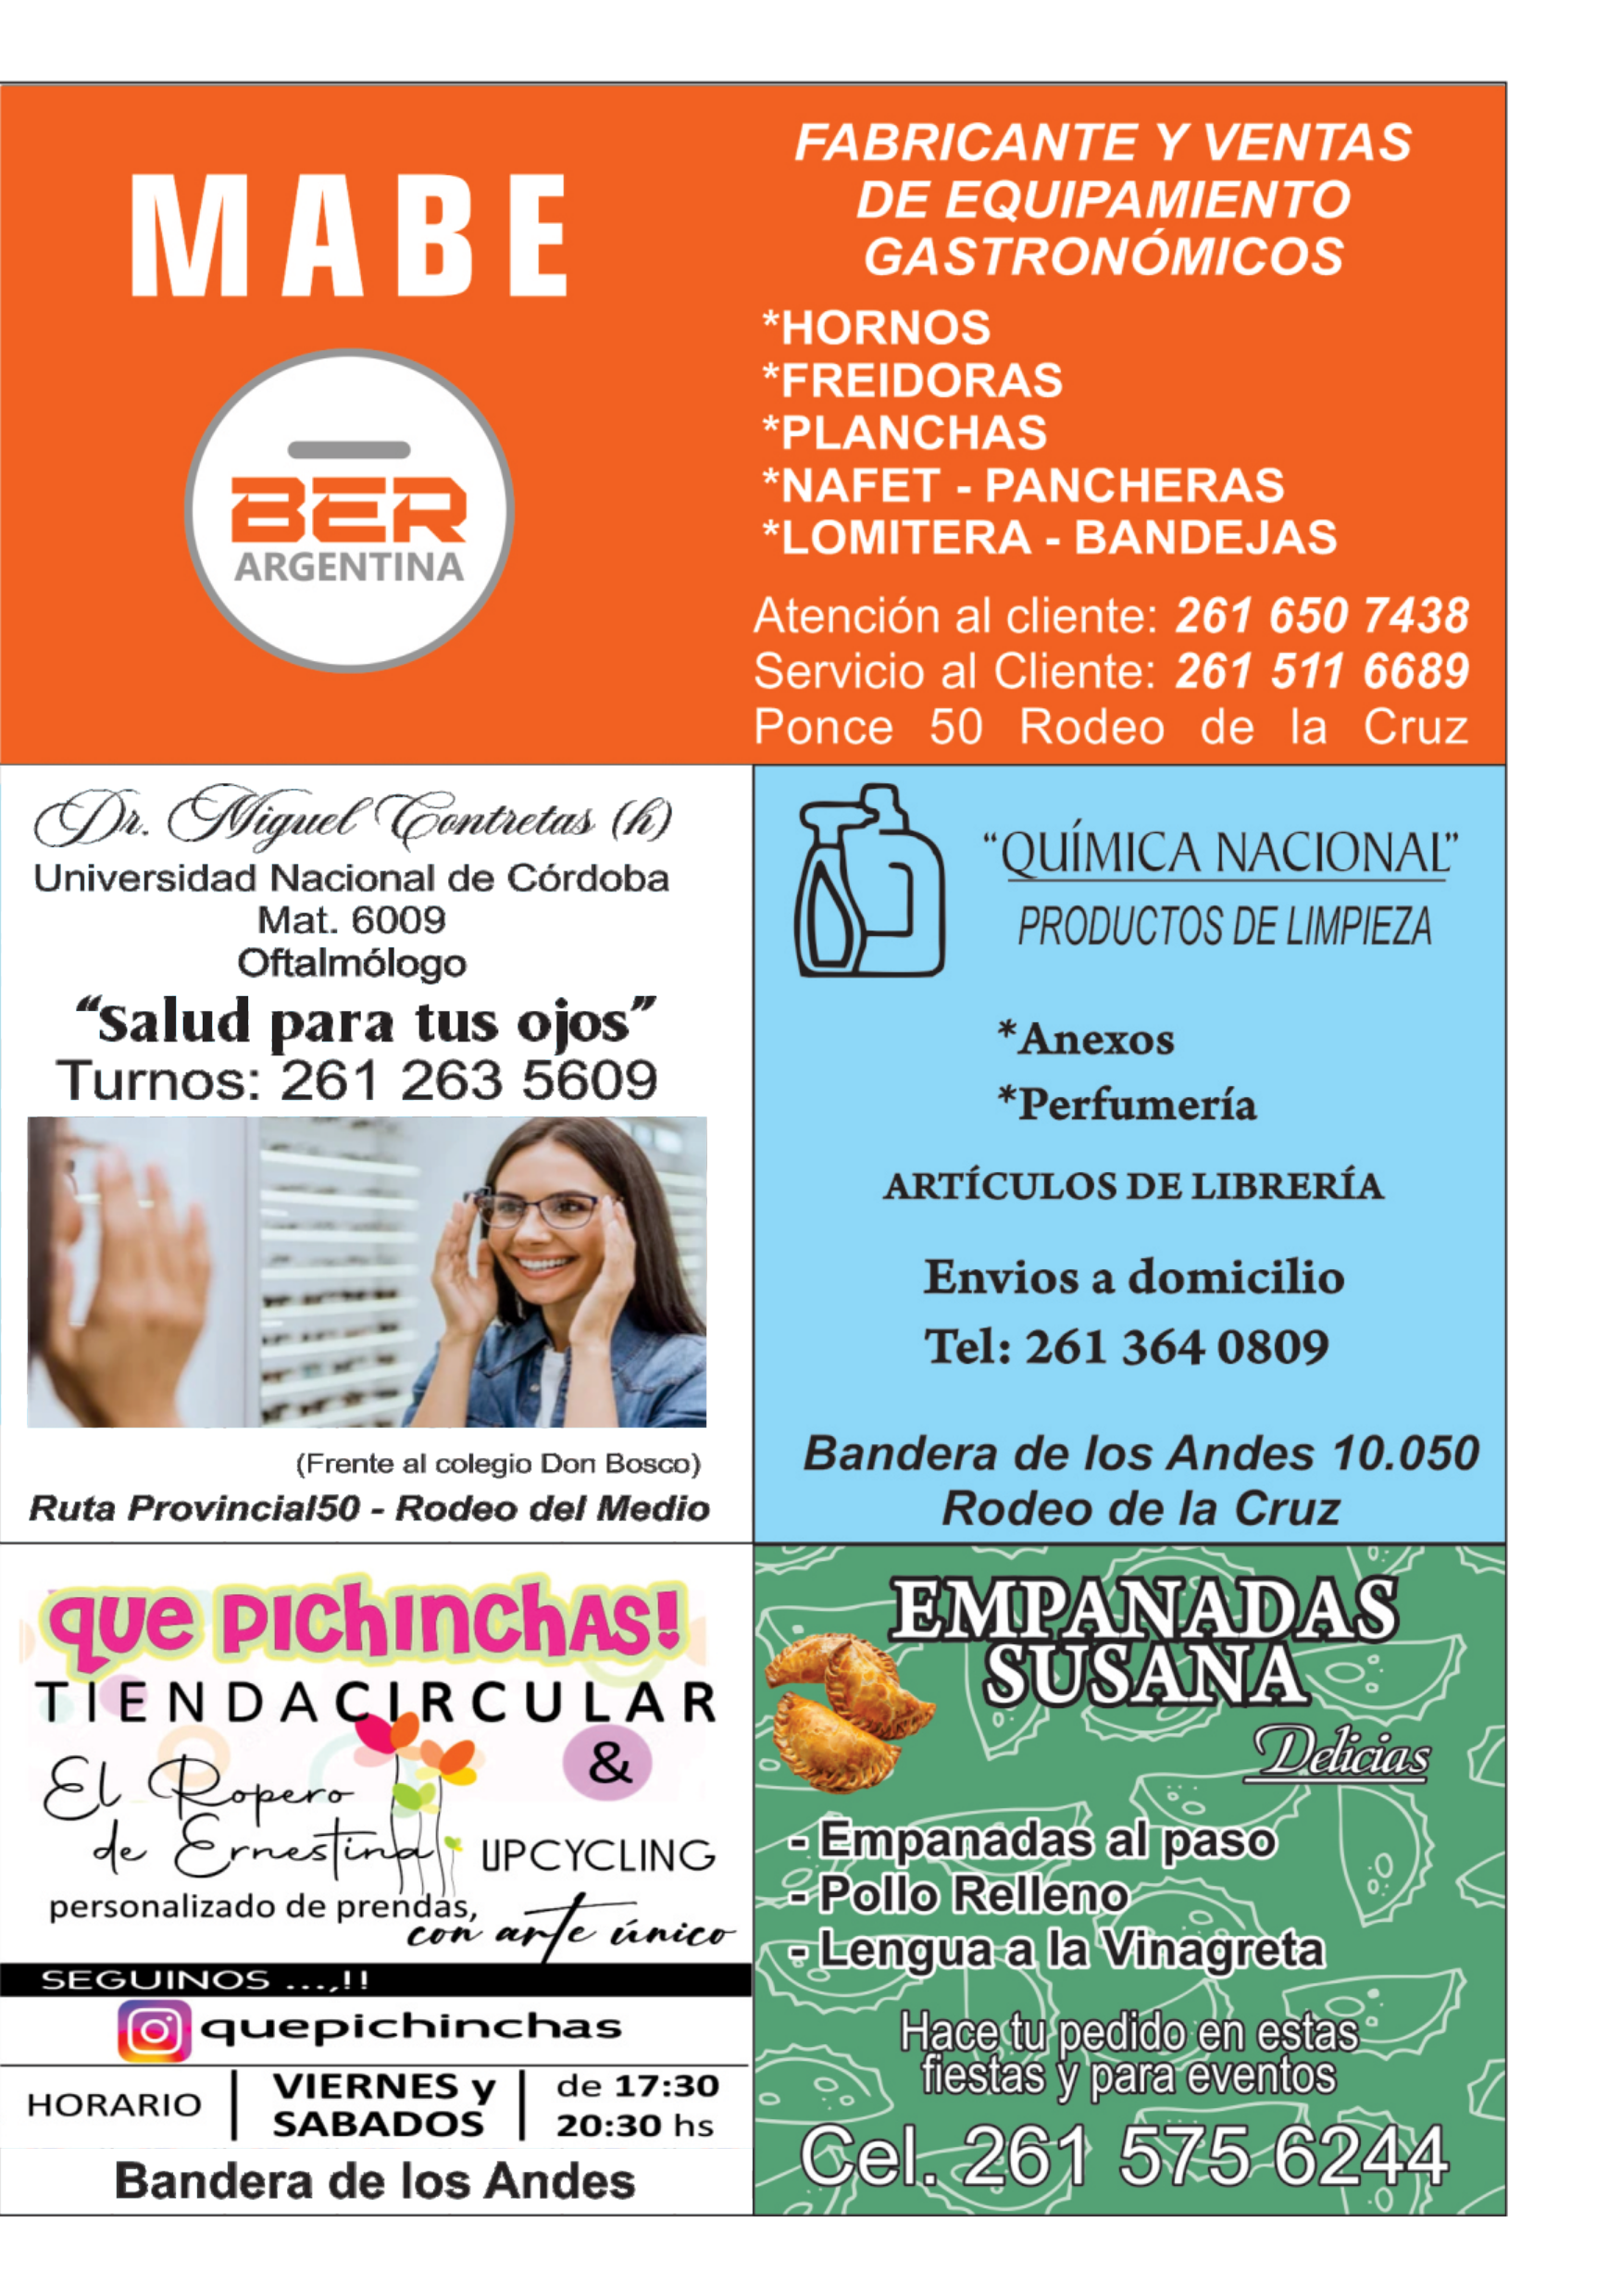 MABE
BER
ARGENTINA
FABRICANTE Y VENTAS
DE EQUIPAMIENTO
GASTRONÓMICOS
*HORNOS
*FREIDORAS
*PLANCHAS
*NAFET - PANCHERAS
*LOMITERA - BANDEJAS
Atención al cliente: 261 650 7438
Servicio al Cliente: 261 511 6689
Ponce 50 Rodeo de la Cruz
Dr. Miguel Contretas (h)
Universidad Nacional de Córdoba
Mat. 6009
Oftalmólogo
“Salud para tus ojos”
Turnos: 261 263 5609
(Frente al colegio Don Bosco)
Ruta Provincial50 - Rodeo del Medio
“QUÍMICA NACIONAL”
PRODUCTOS DE LIMPIEZA
*Anexos
*Perfumería
ARTÍCULOS DE LIBRERÍA
Envios a domicilio
Tel: 261 364 0809
Bandera de los Andes 10.050
Rodeo de la Cruz
que PIChINChAS!
TIENDACIRCULAR
&
El Ropero
de Ernestina
UPCYCLING
personalizado de prendas,
con arte único
SEGUINOS ...,!!
quepichinchas
HORARIO
VIERNES y
SABADOS
de 17:30
20:30 hs
Bandera de los Andes
EMPANADAS
SUSANA
Delicias
- Empanadas al paso
- Pollo Relleno
- Lengua a la Vinagreta
Hace tu pedido en estas
fiestas y para eventos
Cel. 261 575 6244